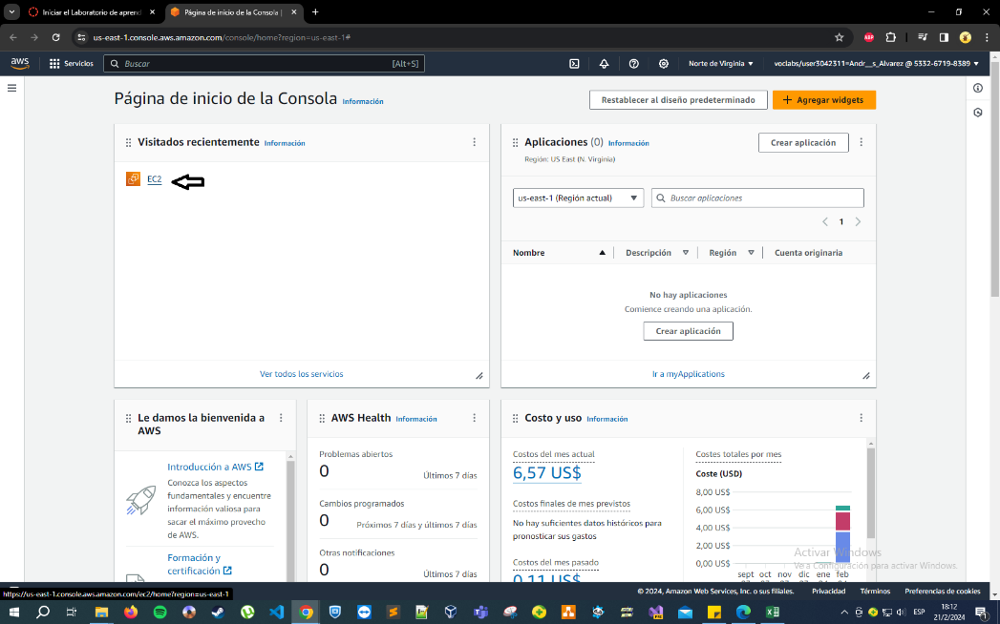 Iniciar el Laboratorio de aprend
Página de inicio de la Consola |
us-east-1.console.aws.amazon.com/console/home?region=us-east-1#
ABP
aws
Servicios
Buscar
[Alt+S]
Norte de Virginia
voclabs/user3042311=Andr__s_Alvarez @ 5332-6719-8389
Página de inicio de la Consola
Información
Restablecer al diseño predeterminado
Agregar widgets
Visitados recientemente
Información
EC2
Ver todos los servicios
Aplicaciones (0)
Información
Región: US East (N. Virginia)
Crear aplicación
us-east-1 (Región actual)
Buscar aplicaciones
1
Nombre
Descripción
Región
Cuenta originaria
No hay aplicaciones
Comience creando una aplicación.
Crear aplicación
Ir a myApplications
Le damos la bienvenida a
AWS
Introducción a AWS
Conozca los aspectos
fundamentales y encuentre
información valiosa para
sacar el máximo provecho
de AWS.
Formación y
certificación
AWS Health
Información
Problemas abiertos
0
Últimos 7 días
Cambios programados
0
Próximos 7 días y últimos 7 días
Otras notificaciones
0
Últimos 7 días
Costo y uso
Información
Costos del mes actual
6,57 US$
Costos finales de mes previstos
No hay suficientes datos históricos para
pronosticar sus gastos
Costos del mes pasado
0,11 US$
Costos totales por mes
Coste (USD)
8,00 US$
6,00 US$
4,00 US$
2,00 US$
0,00 US$
sept oct nov dic ene feb
Activar Windows
Ve a Configuración para activar Windows.
https://us-east-1.console.aws.amazon.com/ec2/home?region=us-east-1
© 2024, Amazon Web Services, Inc. o sus filiales.
Privacidad
Términos
Preferencias de cookies
ESP
18:12
21/2/2024